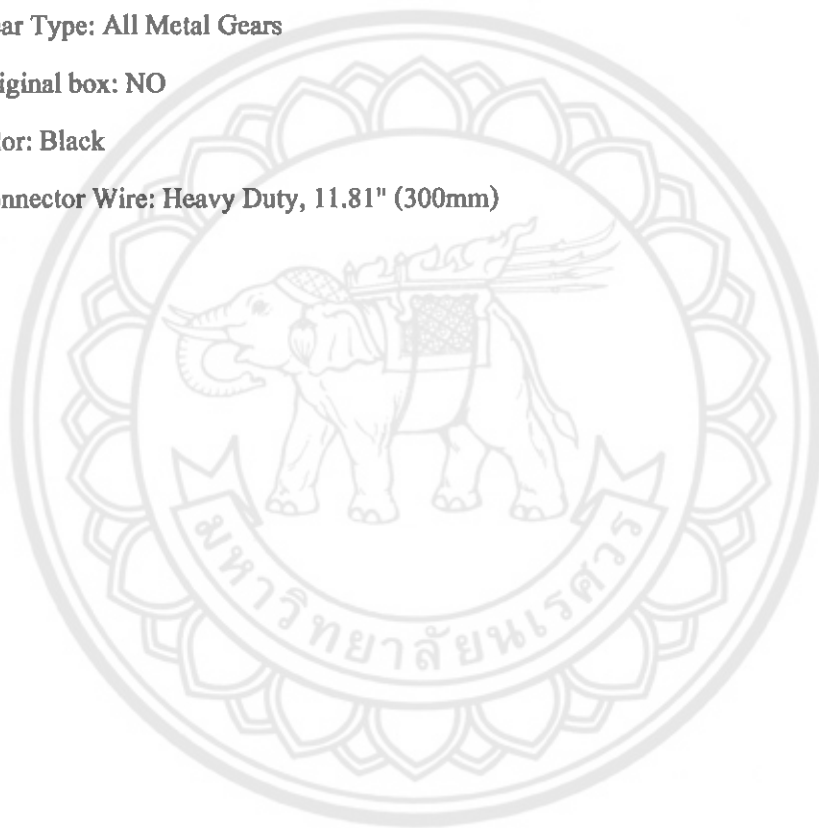 ar Type: All Metal Gears
iginal box: NO
lor: Black
nnector Wire: Heavy Duty, 11.81" (300mm)
มหาวิทยาลัยนเรศวร